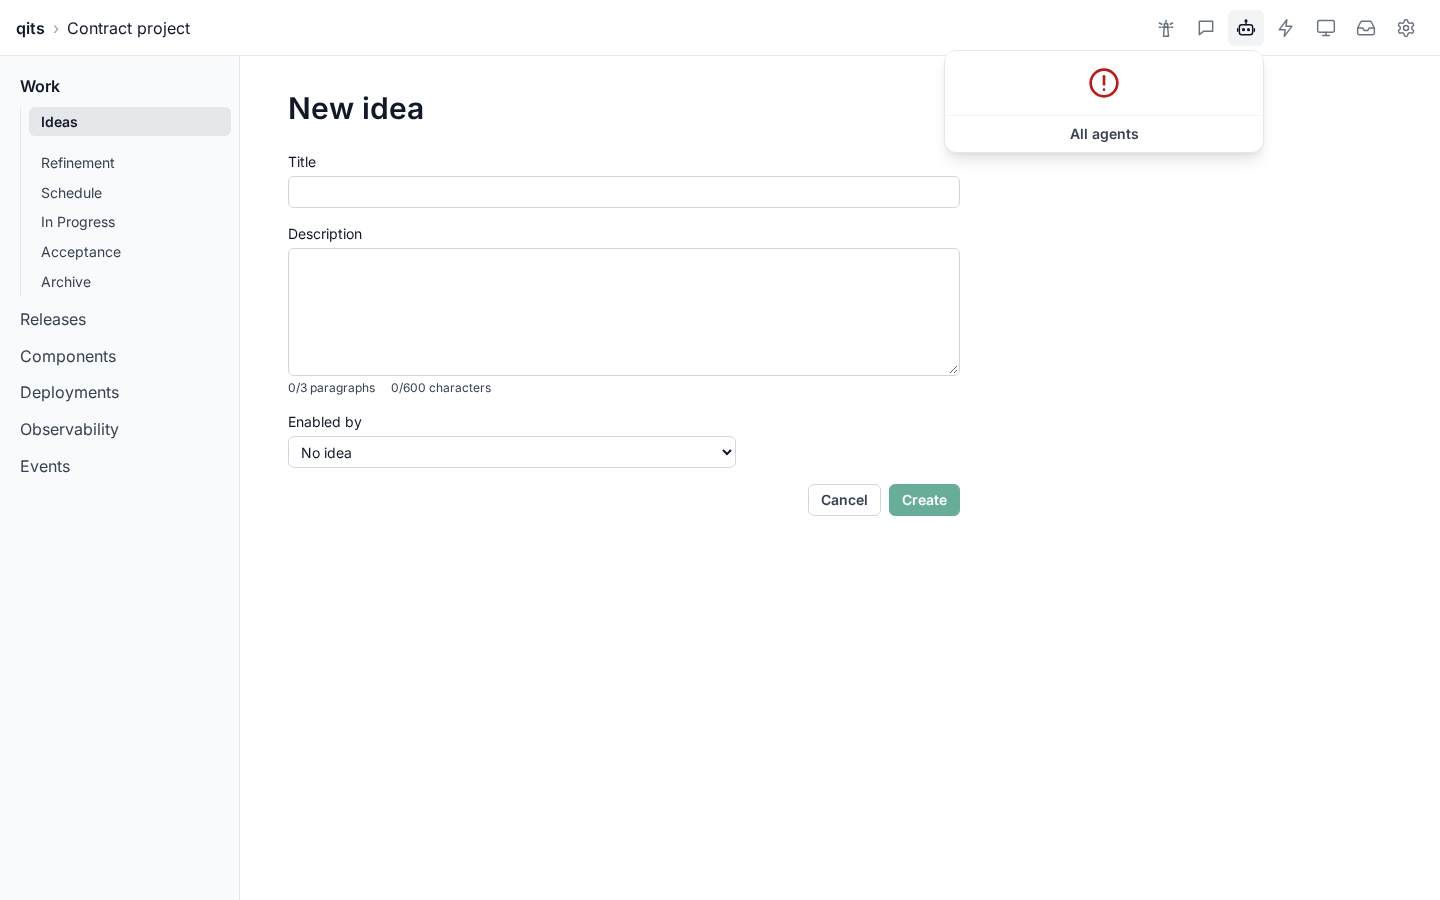 qits › Contract project
All agents
Work
Ideas
Refinement
Schedule
In Progress
Acceptance
Archive
Releases
Components
Deployments
Observability
Events
New idea
Title
Description
0/3 paragraphs 0/600 characters
Enabled by
No idea
Cancel Create